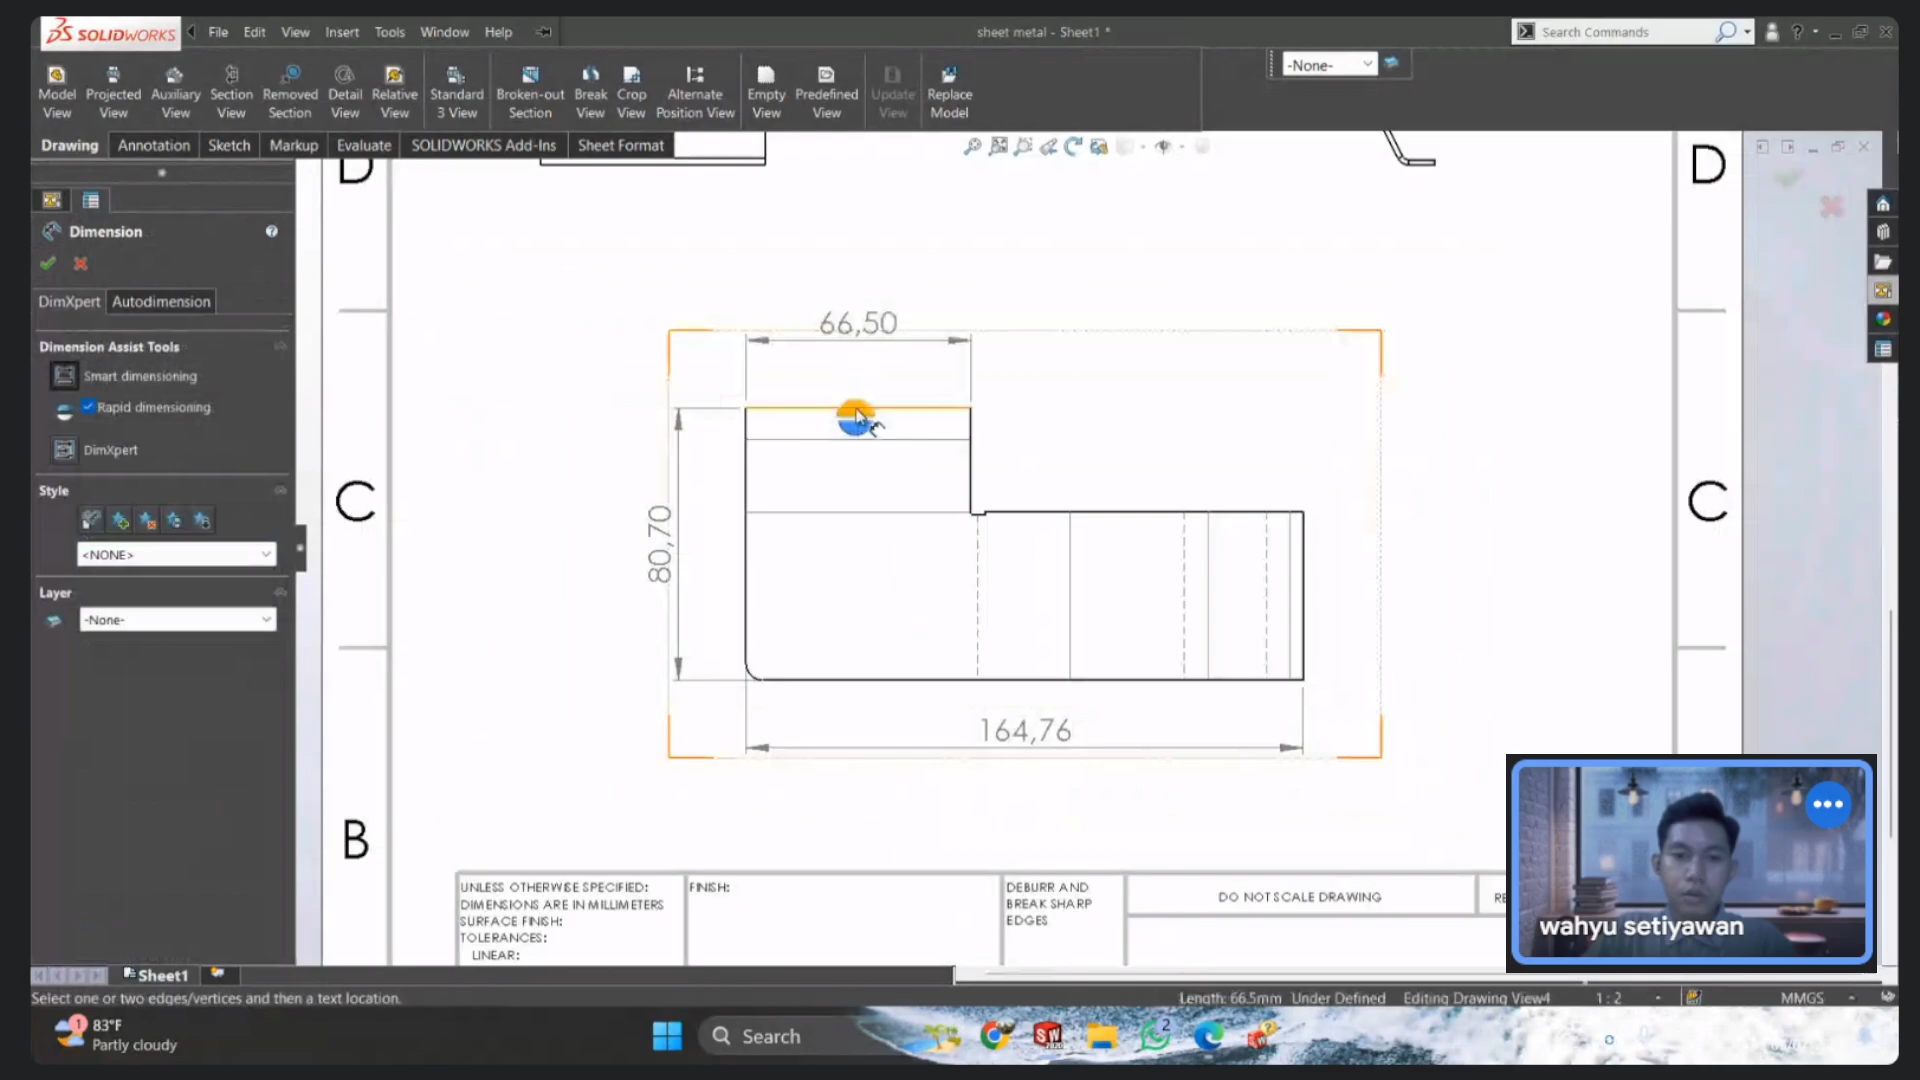 SOLIDWORKS File Edit View Insert Tools Window Help sheet metal - Sheet1 * Search Commands
-None-
Model View Projected View Auxiliary View Section View Removed Section Detail View Relative View Standard 3 View Broken-out Section Break View Crop View Alternate Position View Empty View Predefined View Update View Replace Model
Drawing Annotation Sketch Markup Evaluate SOLIDWORKS Add-Ins Sheet Format
D D
Dimension
DimXpert Autodimension
66,50
Dimension Assist Tools
Smart dimensioning
Rapid dimensioning
DimXpert
Style
C C
<NONE>
80,70
Layer
-None-
164,76
B
UNLESS OTHERWISE SPECIFIED:
DIMENSIONS ARE IN MILLIMETERS
SURFACE FINISH:
TOLERANCES:
LINEAR:
FINISH:
DEBURR AND
BREAK SHARP
EDGES
DO NOT SCALE DRAWING
RE
wahyu setiyawan
Sheet1
Select one or two edges/vertices and then a text location.
Length: 66.5mm Under Defined Editing Drawing View4 1 : 2 MMGS
1
83°F
Partly cloudy
Search
SW
2020
2